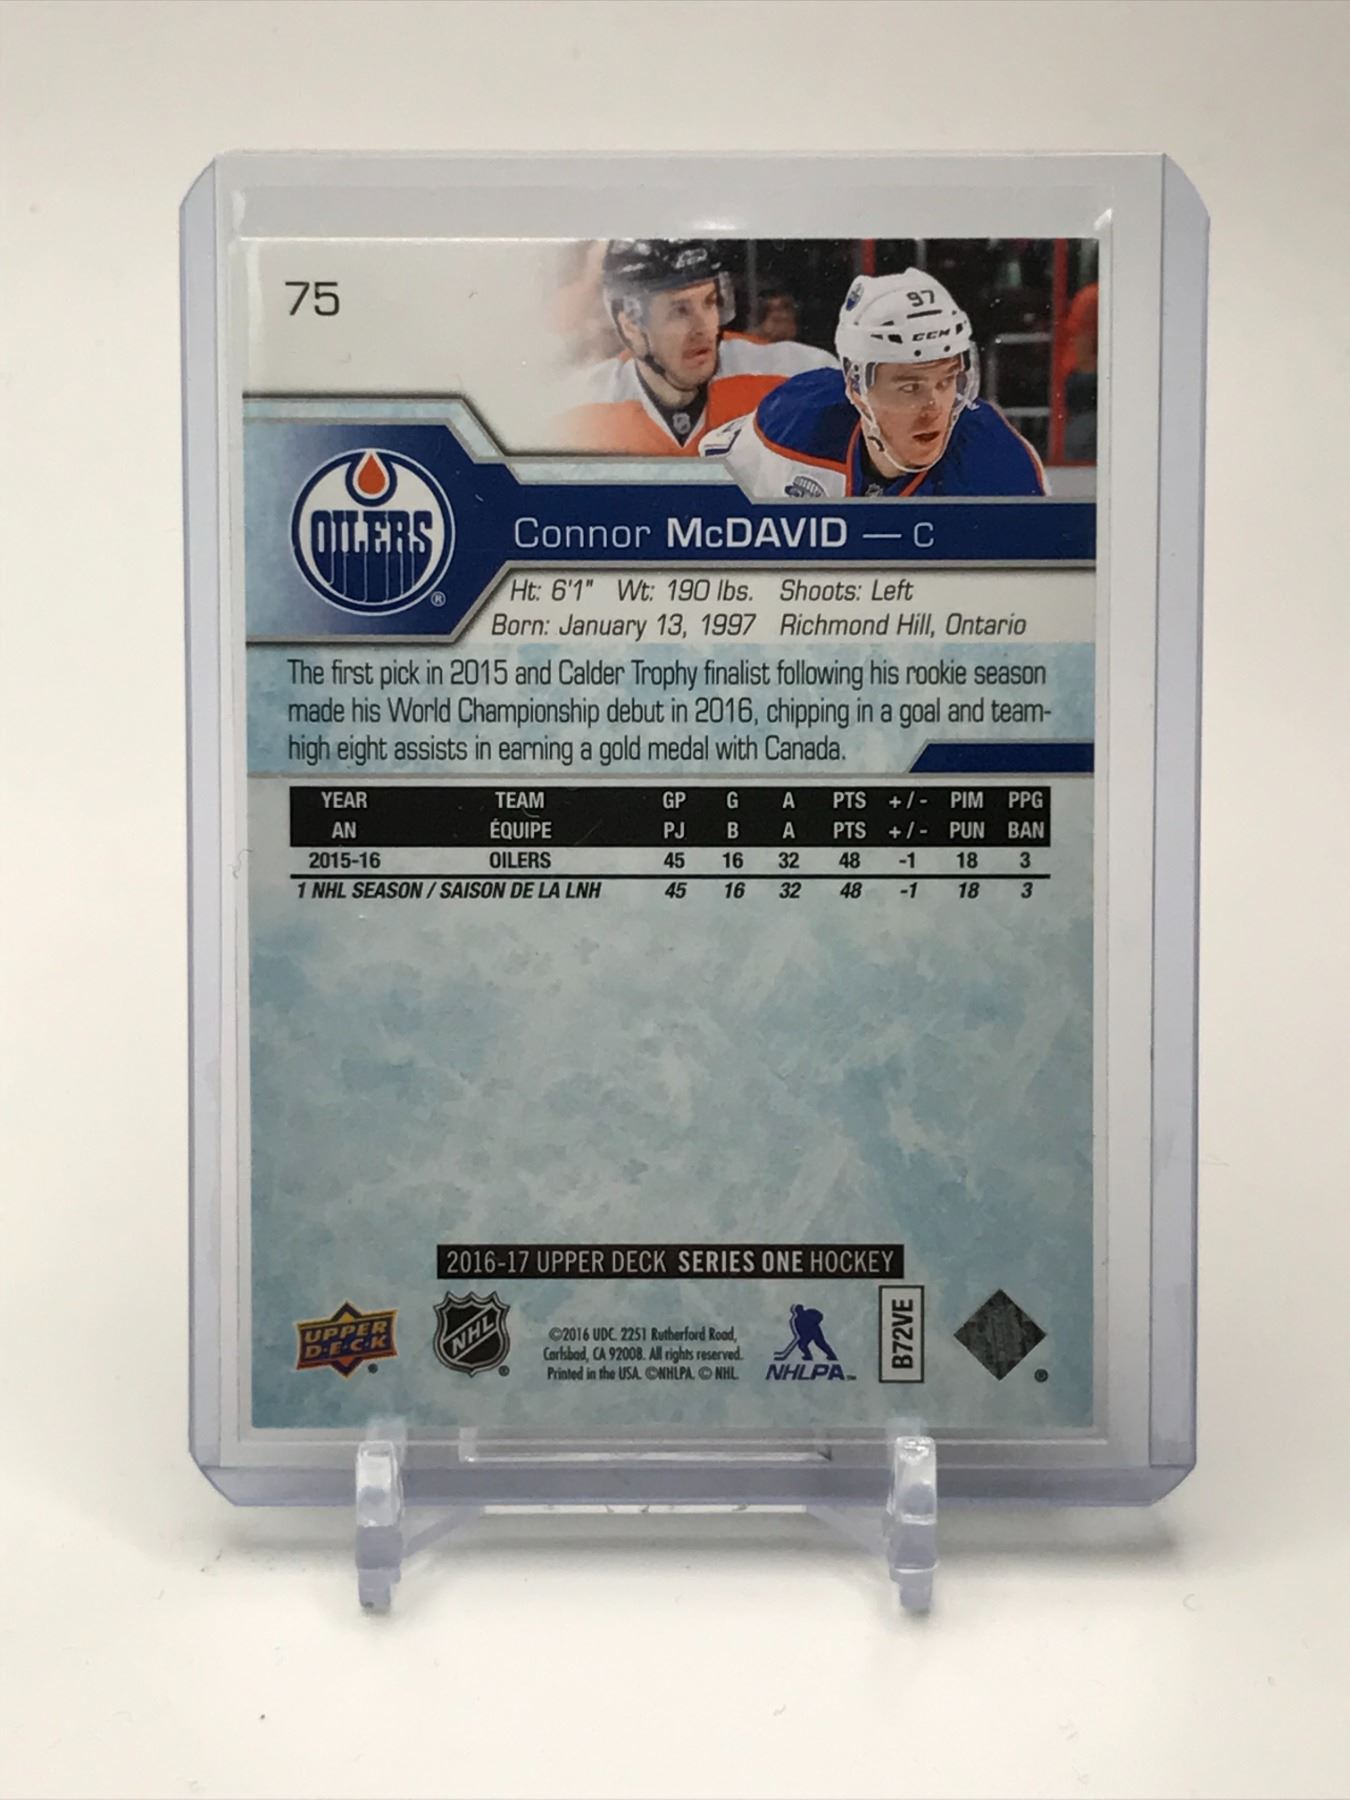 75
97
CCM
OILERS
®
Connor McDAVID — C
Ht: 6'1" Wt: 190 lbs. Shoots: Left
Born: January 13, 1997 Richmond Hill, Ontario
The first pick in 2015 and Calder Trophy finalist following his rookie season
made his World Championship debut in 2016, chipping in a goal and team-
high eight assists in earning a gold medal with Canada.
YEAR TEAM GP G A PTS +/- PIM PPG
AN ÉQUIPE PJ B A PTS +/- PUN BAN
2015-16 OILERS 45 16 32 48 -1 18 3
1 NHL SEASON / SAISON DE LA LNH 45 16 32 48 -1 18 3
2016-17 UPPER DECK SERIES ONE HOCKEY
UPPER
D•E•C•K
®
NHL
®
©2016 UDC. 2251 Rutherford Road,
Carlsbad, CA 92008. All rights reserved.
Printed in the USA. ©NHLPA. © NHL.
NHLPA™
B72VE
®